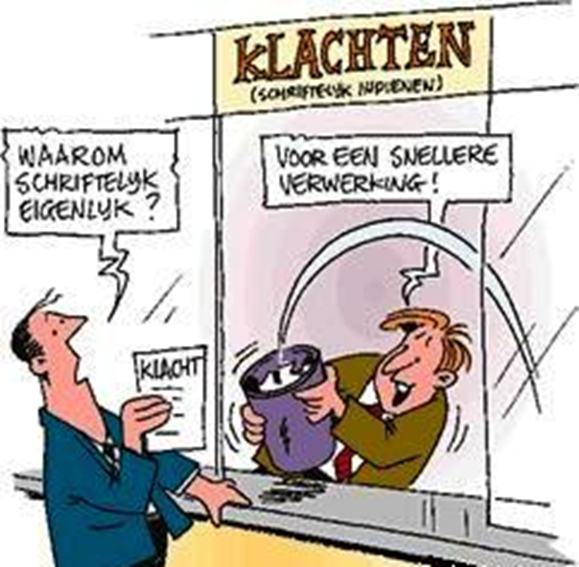 KLACHTEN
(SCHRIFTELYK INDIENEN)
WAAROM
SCHRIFTELYK
EIGENLYK ?
VOOR EEN SNELLERE
VERWERKING !
KLACHT